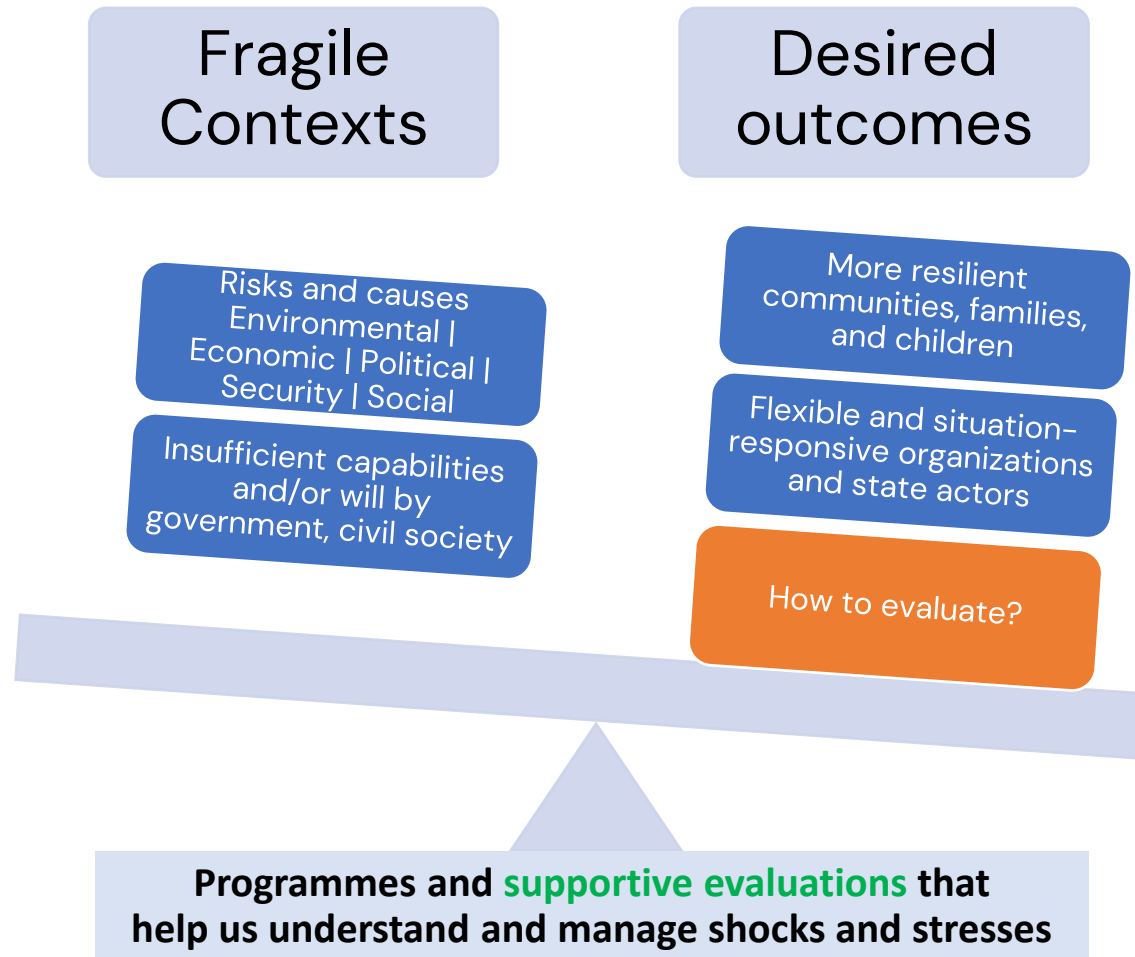 Fragile
Contexts
Desired
outcomes
Risks and causes
Environmental |
Economic | Political |
Security | Social
Insufficient capabilities
and/or will by
government, civil society
More resilient
communities, families,
and children
Flexible and situation-
responsive organizations
and state actors
How to evaluate?
Programmes and supportive evaluations that
help us understand and manage shocks and stresses